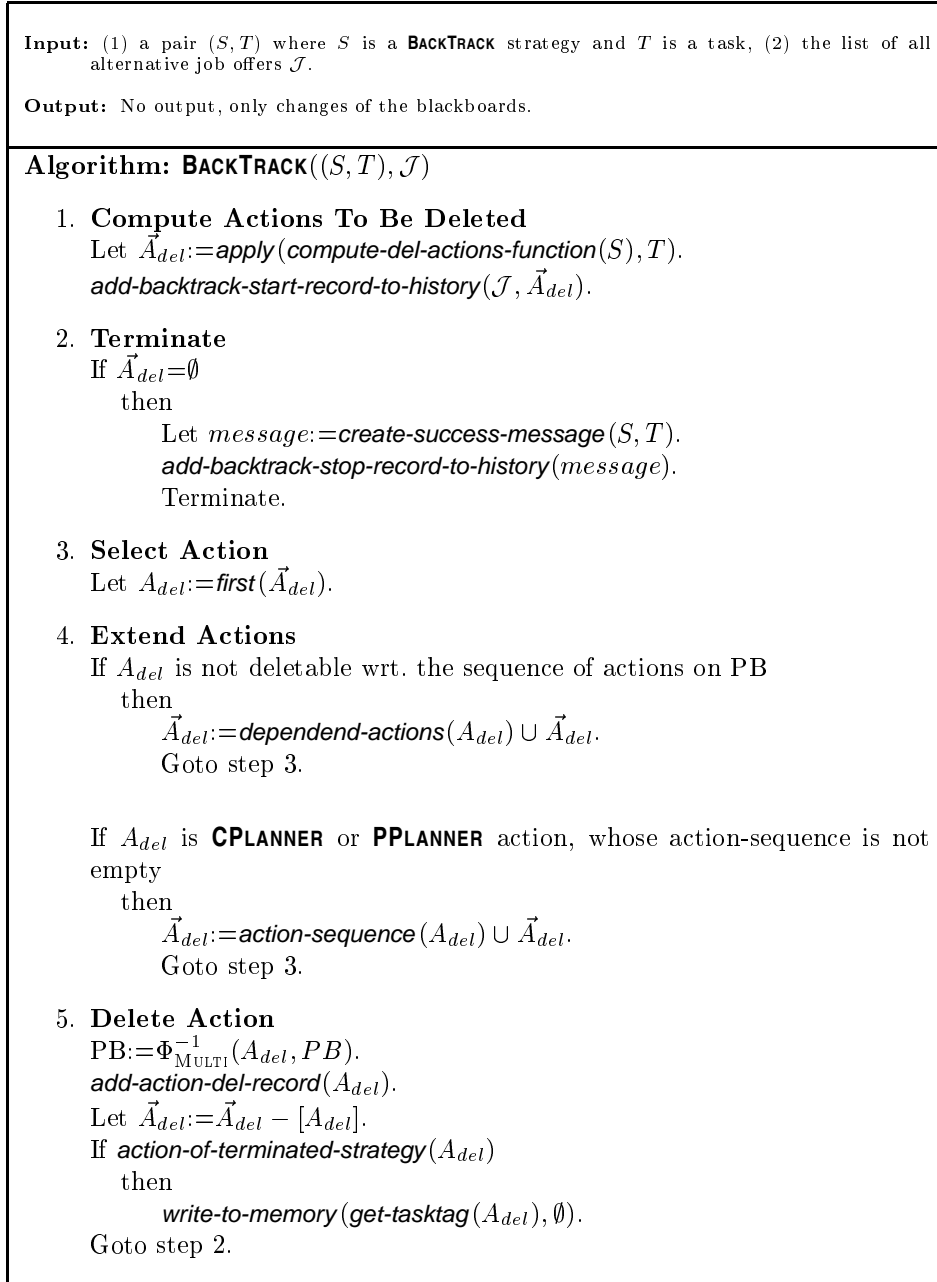 Input: (1) a pair (S, T) where S is a BACKTRACK strategy and T is a task, (2) the list of all
alternative job offers 𝒥.
Output: No output, only changes of the blackboards.
Algorithm: BACKTRACK((S, T), 𝒥)
1. Compute Actions To Be Deleted
Let A⃗_del:=apply(compute-del-actions-function(S), T).
add-backtrack-start-record-to-history(𝒥, A⃗_del).
2. Terminate
If A⃗_del=∅
then
Let message:=create-success-message(S, T).
add-backtrack-stop-record-to-history(message).
Terminate.
3. Select Action
Let A_del:=first(A⃗_del).
4. Extend Actions
If A_del is not deletable wrt. the sequence of actions on PB
then
A⃗_del:=dependend-actions(A_del) ∪ A⃗_del.
Goto step 3.
If A_del is CPLANNER or PPLANNER action, whose action-sequence is not
empty
then
A⃗_del:=action-sequence(A_del) ∪ A⃗_del.
Goto step 3.
5. Delete Action
PB:=Φ⁻¹_MULTI(A_del, PB).
add-action-del-record(A_del).
Let A⃗_del:=A⃗_del − [A_del].
If action-of-terminated-strategy(A_del)
then
write-to-memory(get-tasktag(A_del), ∅).
Goto step 2.